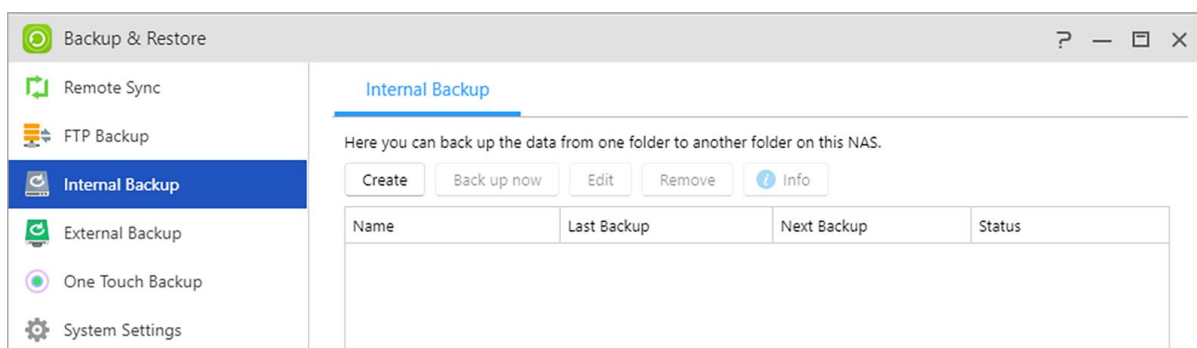 Backup & Restore
Remote Sync
FTP Backup
Internal Backup
External Backup
One Touch Backup
System Settings
Internal Backup
Here you can back up the data from one folder to another folder on this NAS.
Create Back up now Edit Remove i Info
Name Last Backup Next Backup Status